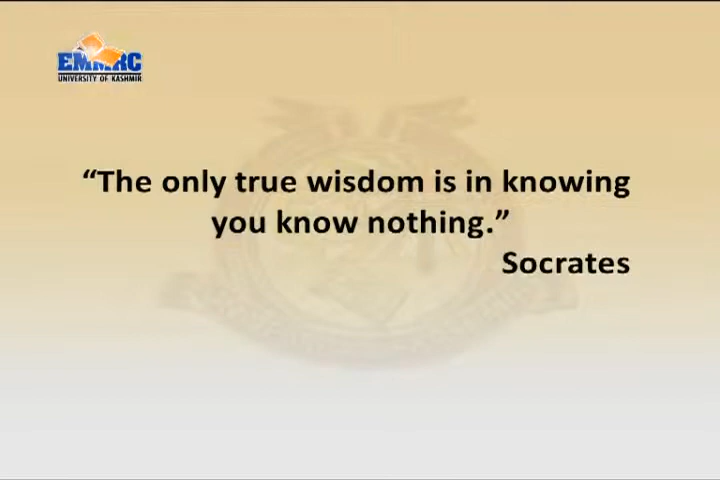 EMMRC
UNIVERSITY OF KASHMIR
“The only true wisdom is in knowing
you know nothing.”
Socrates